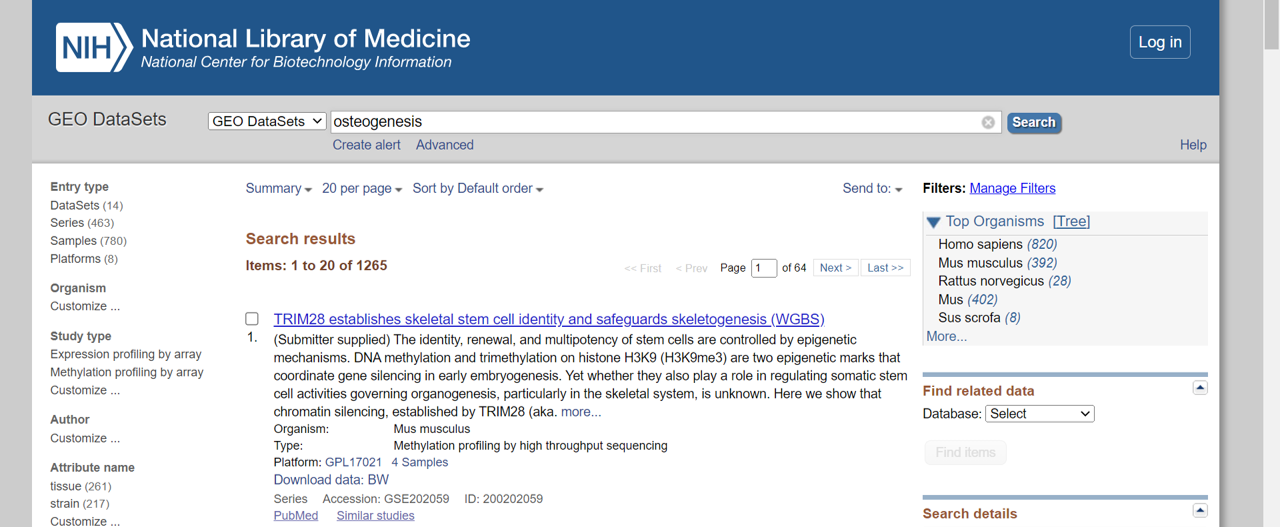 NIH National Library of Medicine
National Center for Biotechnology Information
Log in
GEO DataSets
GEO DataSets
osteogenesis
Search
Create alert Advanced
Help
Entry type
DataSets (14)
Series (463)
Samples (780)
Platforms (8)
Organism
Customize ...
Study type
Expression profiling by array
Methylation profiling by array
Customize ...
Author
Customize ...
Attribute name
tissue (261)
strain (217)
Customize ...
Summary 20 per page Sort by Default order
Send to:
Search results
Items: 1 to 20 of 1265
<< First < Prev Page 1 of 64 Next > Last >>
TRIM28 establishes skeletal stem cell identity and safeguards skeletogenesis (WGBS)
1. (Submitter supplied) The identity, renewal, and multipotency of stem cells are controlled by epigenetic
mechanisms. DNA methylation and trimethylation on histone H3K9 (H3K9me3) are two epigenetic marks that
coordinate gene silencing in early embryogenesis. Yet whether they also play a role in regulating somatic stem
cell activities governing organogenesis, particularly in the skeletal system, is unknown. Here we show that
chromatin silencing, established by TRIM28 (aka. more...
Organism: Mus musculus
Type: Methylation profiling by high throughput sequencing
Platform: GPL17021 4 Samples
Download data: BW
Series Accession: GSE202059 ID: 200202059
PubMed Similar studies
Filters: Manage Filters
Top Organisms [Tree]
Homo sapiens (820)
Mus musculus (392)
Rattus norvegicus (28)
Mus (402)
Sus scrofa (8)
More...
Find related data
Database: Select
Find items
Search details